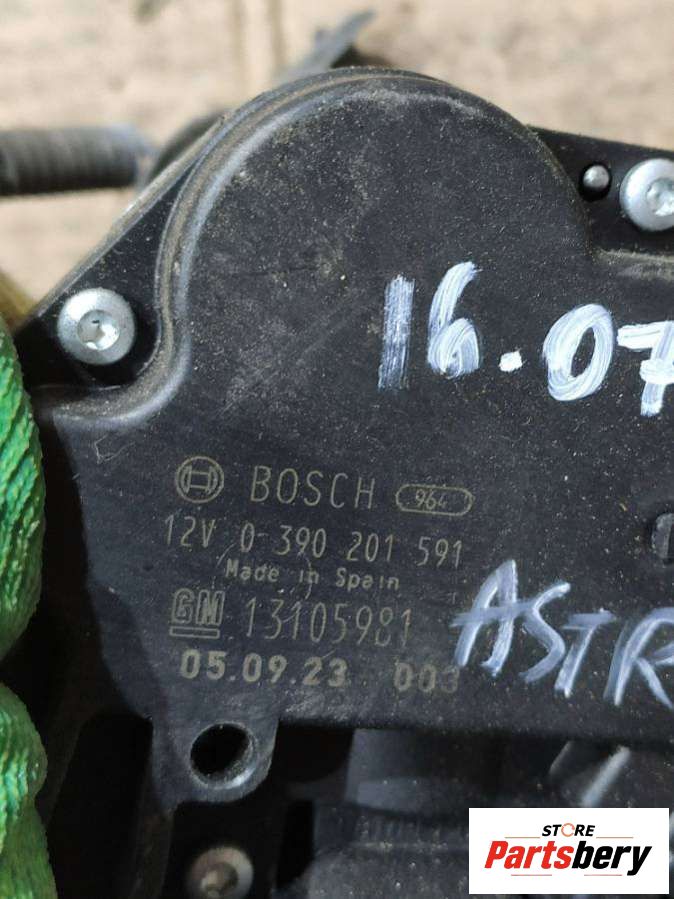 16.07
BOSCH 964
12V 0 390 201 591
Made in Spain
GM 13105981
ASTR
05.09.23 003
STORE
Partsbery